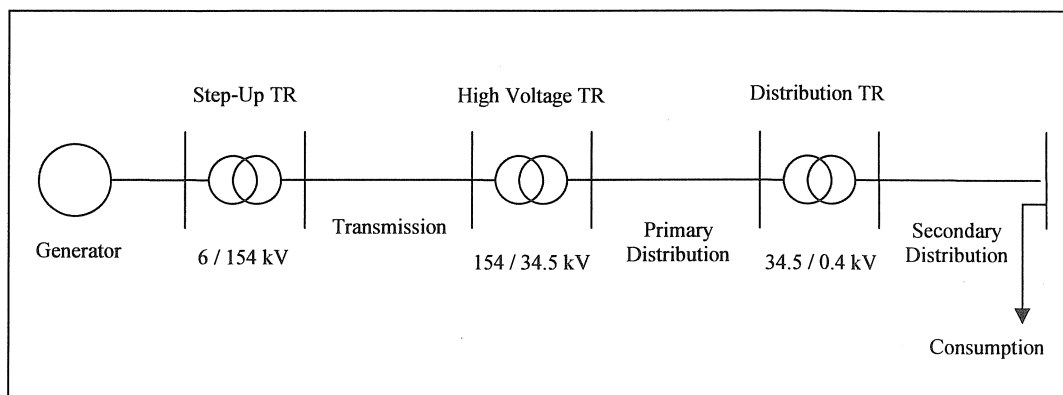 Step-Up TR
High Voltage TR
Distribution TR
Generator
Transmission
Primary
Distribution
Secondary
Distribution
6 / 154 kV
154 / 34.5 kV
34.5 / 0.4 kV
Consumption